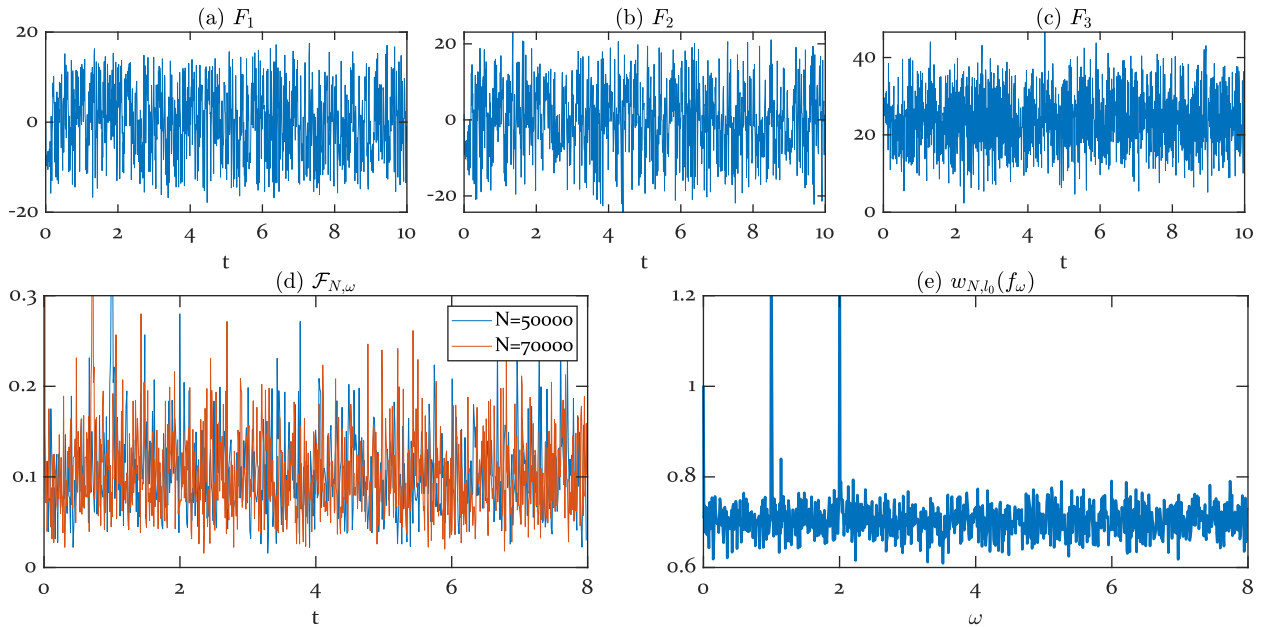 (a) F₁
(b) F₂
(c) F₃
20
0
-20
0 2 4 6 8 10
t
20
0
-20
0 2 4 6 8 10
t
40
20
0
0 2 4 6 8 10
t
(d) 𝓕_{N,ω}
0.3
0.2
0.1
0
N=50000
N=70000
0 2 4 6 8
t
(e) w_{N,l₀}(f_ω)
1.2
1
0.8
0.6
0 2 4 6 8
ω